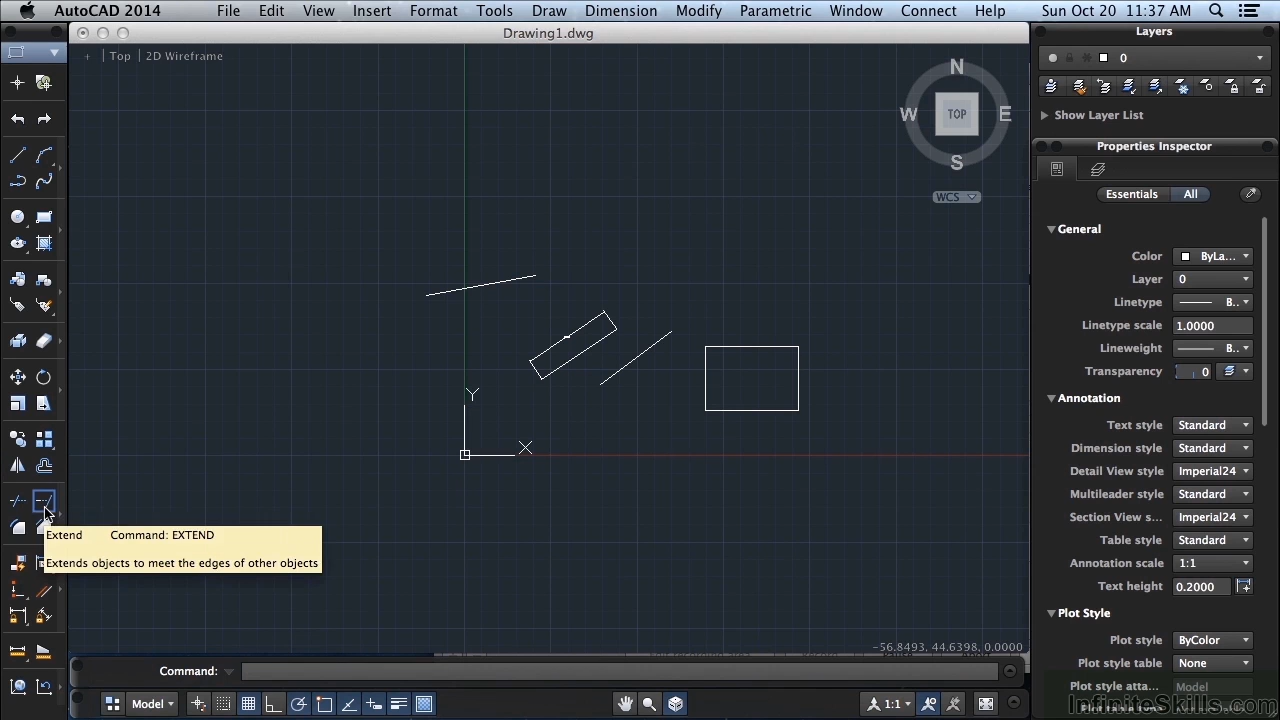 AutoCAD 2014 File Edit View Insert Format Tools Draw Dimension Modify Parametric Window Connect Help Sun Oct 20 11:37 AM
Drawing1.dwg
Layers
+ Top 2D Wireframe
0
N
W TOP E
S
WCS
Show Layer List
Properties Inspector
Essentials All
General
Color ByLa...
Layer 0
Linetype B..
Linetype scale 1.0000
Lineweight B..
Transparency 0
Annotation
Text style Standard
Dimension style Standard
Detail View style Imperial24
Multileader style Standard
Section View s... Imperial24
Table style Standard
Annotation scale 1:1
Text height 0.2000
Plot Style
Plot style ByColor
Plot style table None
Plot style atta... Model
Y
X
Extend Command: EXTEND
Extends objects to meet the edges of other objects
-56.8493, 44.6398, 0.0000
Command:
Model
1:1
InfiniteSkills.com